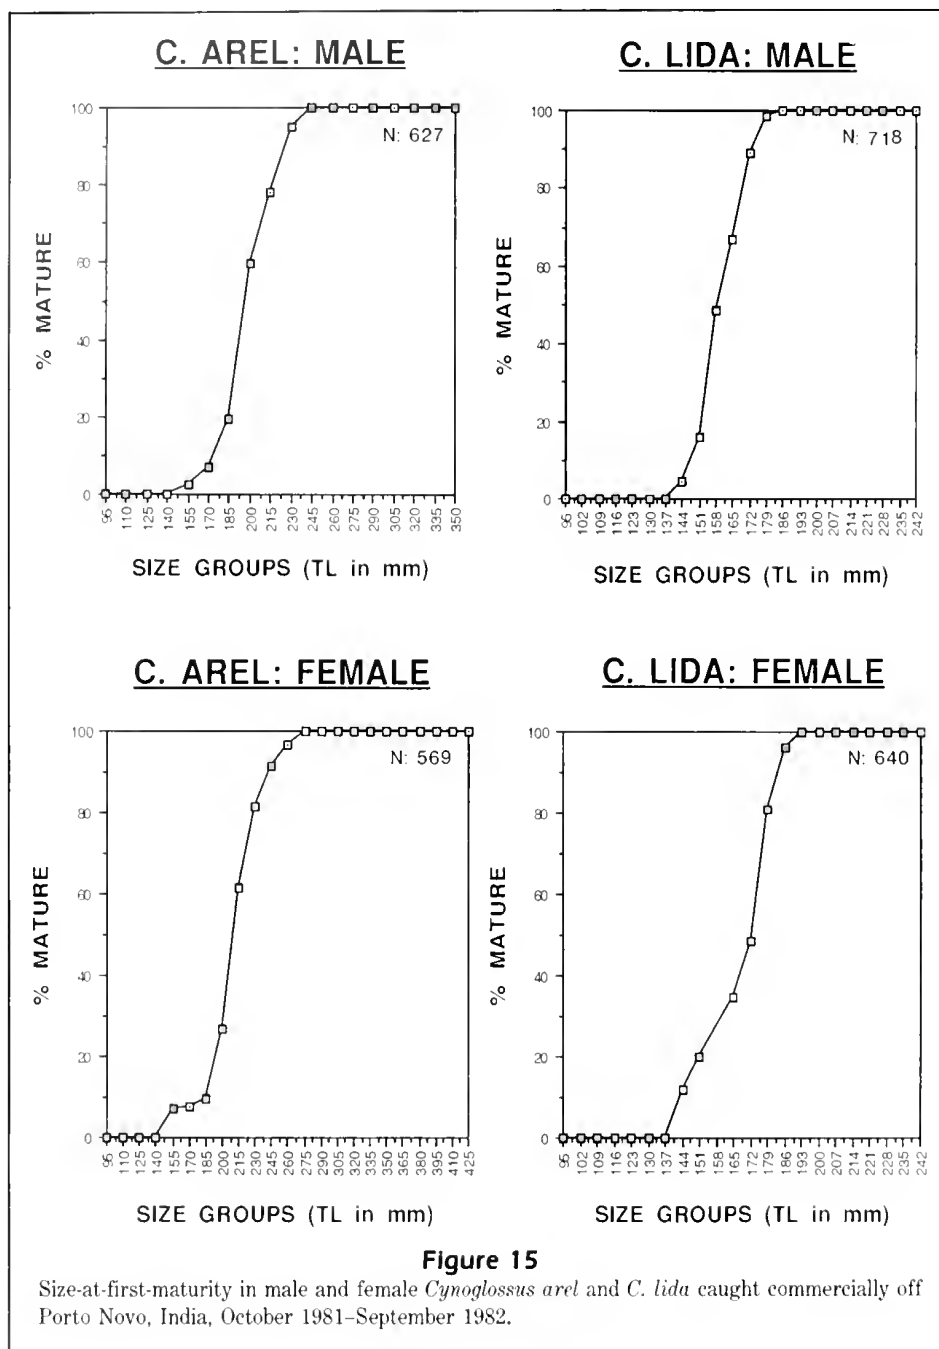 C. AREL: MALE
100
80
60
40
20
0
% MATURE
N: 627
95 110 125 140 155 170 185 200 215 230 245 260 275 290 305 320 335 350
SIZE GROUPS (TL in mm)
C. LIDA: MALE
100
80
60
40
20
0
% MATURE
N: 718
95 102 109 116 123 130 137 144 151 158 165 172 179 186 193 200 207 214 221 228 235 242
SIZE GROUPS (TL in mm)
C. AREL: FEMALE
100
80
60
40
20
0
% MATURE
N: 569
95 110 125 140 155 170 185 200 215 230 245 260 275 290 305 320 335 350 365 380 395 410 425
SIZE GROUPS (TL in mm)
C. LIDA: FEMALE
100
80
60
40
20
0
% MATURE
N: 640
95 102 109 116 123 130 137 144 151 158 165 172 179 186 193 200 207 214 221 228 235 242
SIZE GROUPS (TL in mm)
Figure 15
Size-at-first-maturity in male and female Cynoglossus arel and C. lida caught commercially off
Porto Novo, India, October 1981–September 1982.